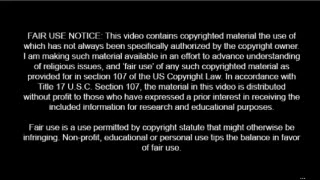 FAIR USE NOTICE: This video contains copyrighted material the use of
which has not always been specifically authorized by the copyright owner.
I am making such material available in an effort to advance understanding
of religious issues, and 'fair use' of any such copyrighted material as
provided for in section 107 of the US Copyright Law. In accordance with
Title 17 U.S.C. Section 107, the material in this video is distributed
without profit to those who have expressed a prior interest in receiving the
included information for research and educational purposes.
Fair use is a use permitted by copyright statute that might otherwise be
infringing. Non-profit, educational or personal use tips the balance in favor
of fair use.